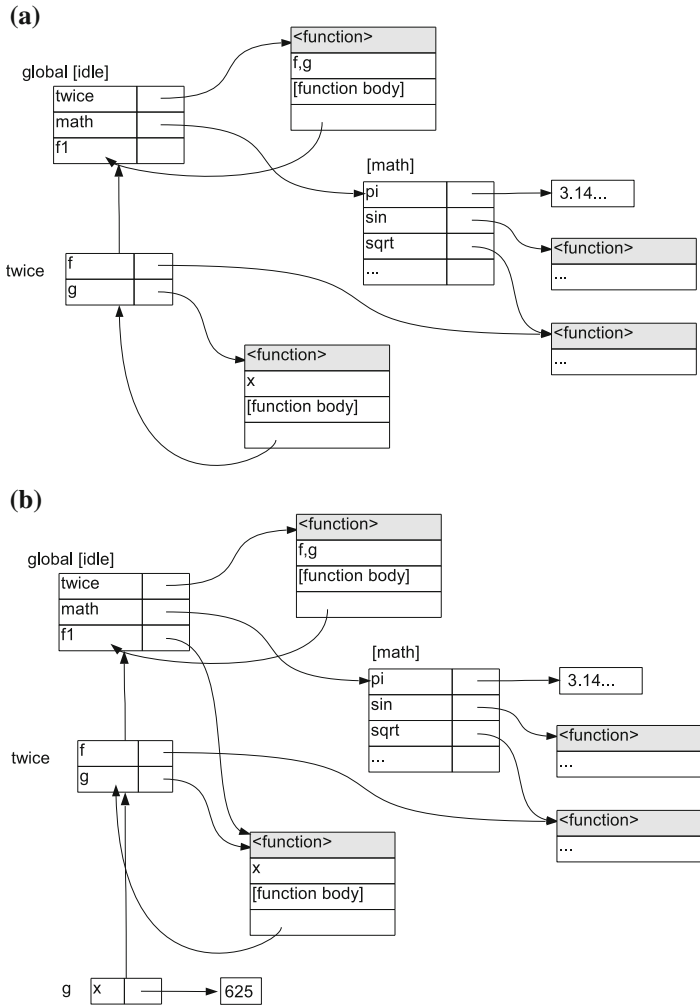 (a)
<function>
f,g
[function body]
global [idle]
twice
math
f1
[math]
pi
3.14...
sin
sqrt
...
<function>
...
twice
f
g
<function>
...
<function>
x
[function body]
(b)
<function>
f,g
[function body]
global [idle]
twice
math
f1
[math]
pi
3.14...
sin
sqrt
...
<function>
...
twice
f
g
<function>
...
<function>
x
[function body]
g
x
625